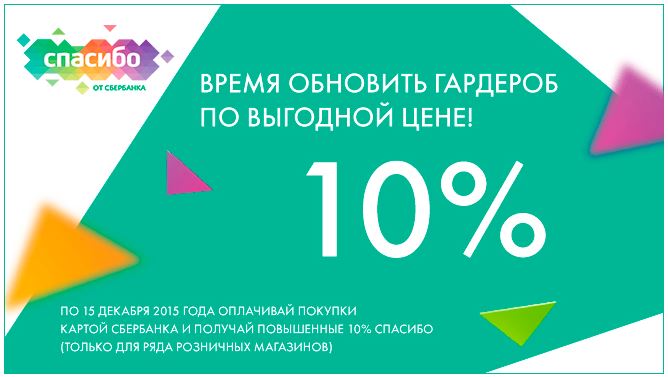 спасибо
ОТ СБЕРБАНКА
ВРЕМЯ ОБНОВИТЬ ГАРДЕРОБ
ПО ВЫГОДНОЙ ЦЕНЕ!
10%
ПО 15 ДЕКАБРЯ 2015 ГОДА ОПЛАЧИВАЙ ПОКУПКИ
КАРТОЙ СБЕРБАНКА И ПОЛУЧАЙ ПОВЫШЕННЫЕ 10% СПАСИБО
(ТОЛЬКО ДЛЯ РЯДА РОЗНИЧНЫХ МАГАЗИНОВ)